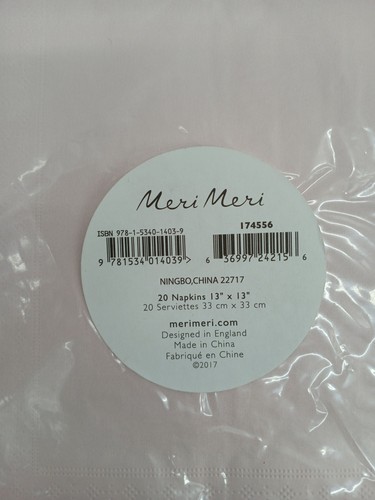 Meri Meri
ISBN 978-1-5340-1403-9
174556
9 781534 014039
6 36997 24215 6
NINGBO,CHINA 22717
20 Napkins 13" x 13"
20 Serviettes 33 cm x 33 cm
merimeri.com
Designed in England
Made in China
Fabriqué en Chine
©2017